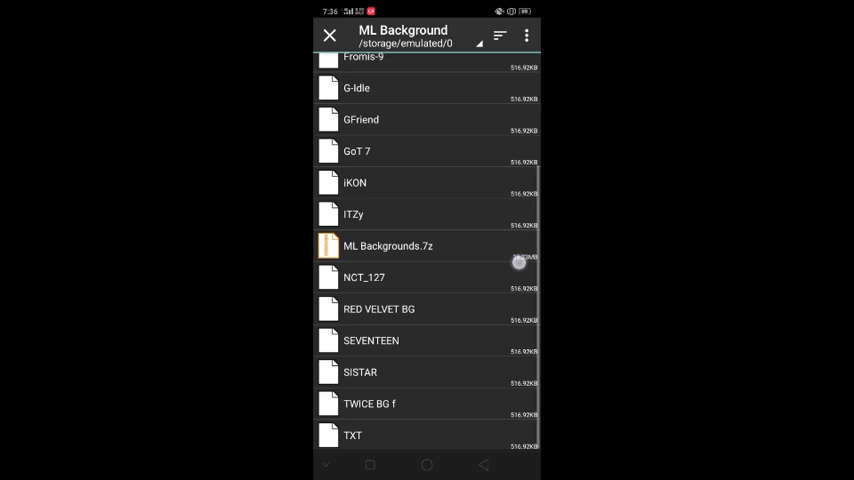 7:36
ML Background
/storage/emulated/0
Fromis-9
516.92KB
G-Idle
516.92KB
GFriend
516.92KB
GoT 7
516.92KB
iKON
516.92KB
ITZy
516.92KB
ML Backgrounds.7z
NCT_127
516.92KB
RED VELVET BG
516.92KB
SEVENTEEN
516.92KB
SISTAR
516.92KB
TWICE BG f
516.92KB
TXT
516.92KB